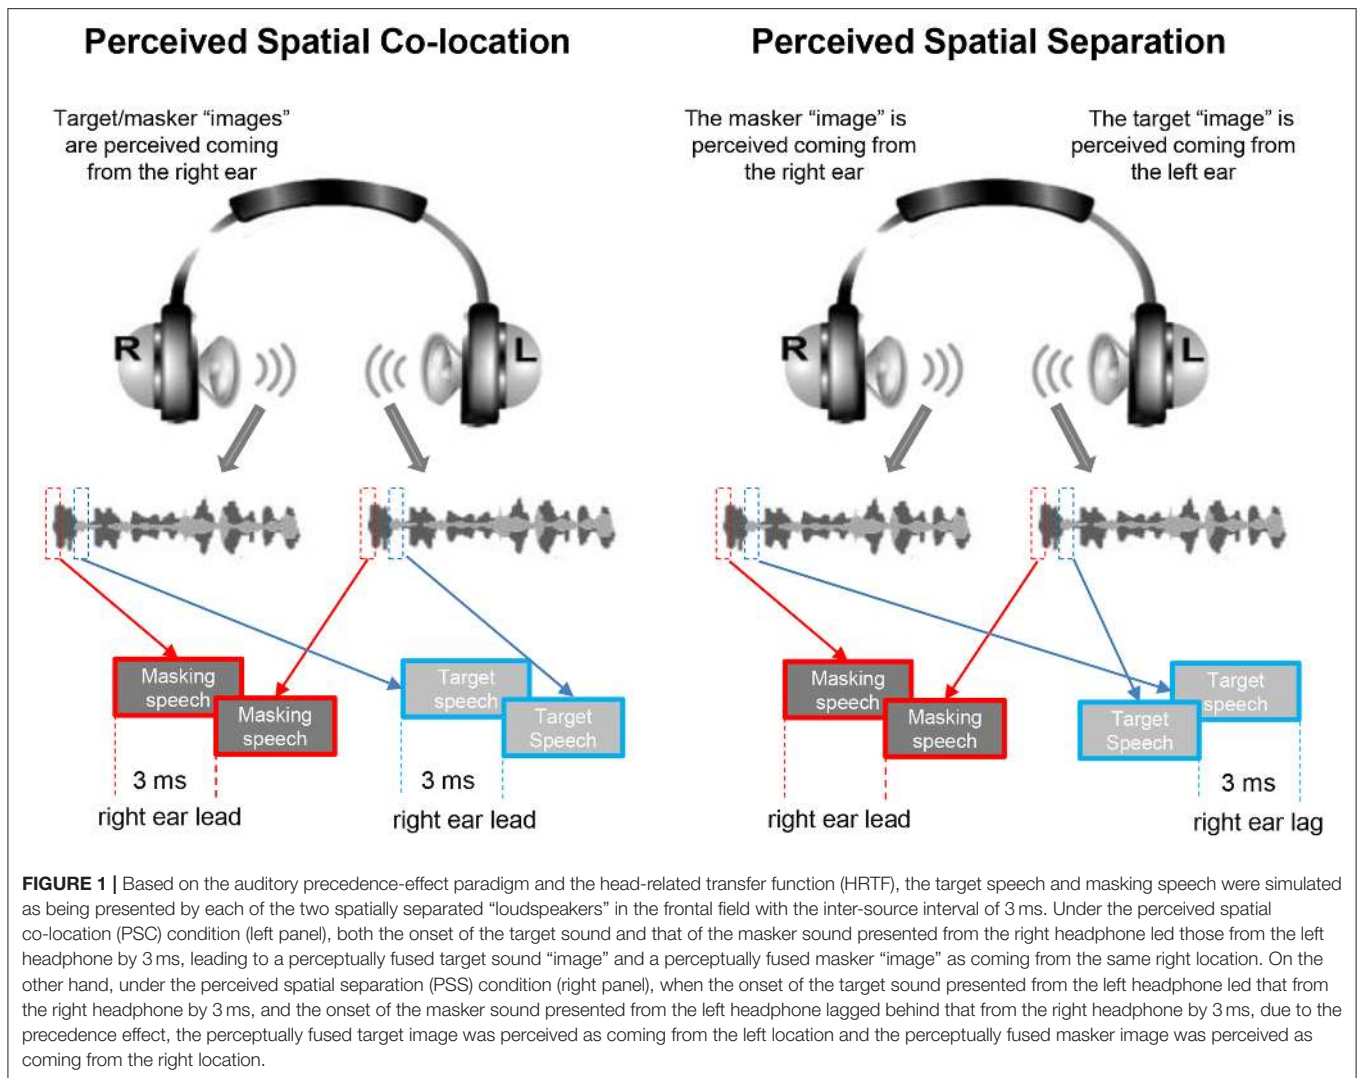 Perceived Spatial Co-location
Target/masker “images”
are perceived coming
from the right ear
R
L
Masking
speech
Masking
speech
Target
speech
Target
Speech
3 ms
right ear lead
3 ms
right ear lead
Perceived Spatial Separation
The masker “image” is
perceived coming from
the right ear
The target “image” is
perceived coming from
the left ear
R
L
Masking
speech
Masking
speech
Target
speech
Target
Speech
right ear lead
3 ms
right ear lag
FIGURE 1 | Based on the auditory precedence-effect paradigm and the head-related transfer function (HRTF), the target speech and masking speech were simulated
as being presented by each of the two spatially separated “loudspeakers” in the frontal field with the inter-source interval of 3 ms. Under the perceived spatial
co-location (PSC) condition (left panel), both the onset of the target sound and that of the masker sound presented from the right headphone led those from the left
headphone by 3 ms, leading to a perceptually fused target sound “image” and a perceptually fused masker “image” as coming from the same right location. On the
other hand, under the perceived spatial separation (PSS) condition (right panel), when the onset of the target sound presented from the left headphone led that from
the right headphone by 3 ms, and the onset of the masker sound presented from the left headphone lagged behind that from the right headphone by 3 ms, due to the
precedence effect, the perceptually fused target image was perceived as coming from the left location and the perceptually fused masker image was perceived as
coming from the right location.